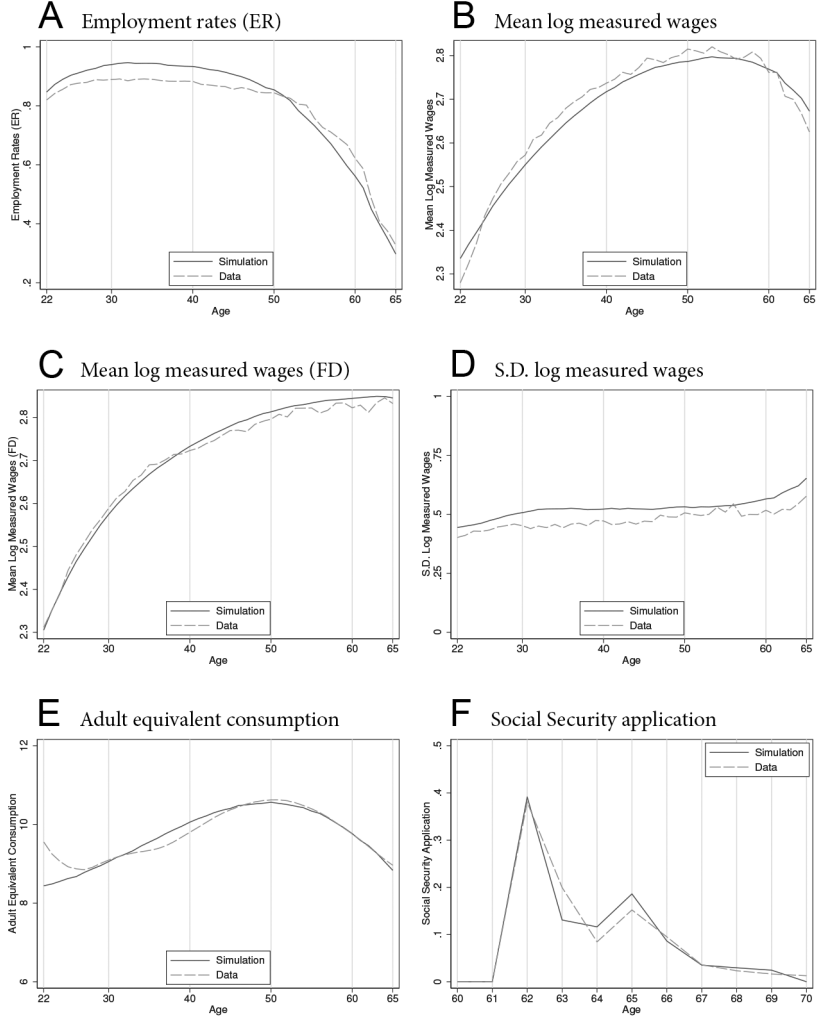 A Employment rates (ER)
Employment Rates (ER)
1
.8
.6
.4
.2
Simulation
Data
22 30 40 50 60 65
Age
B Mean log measured wages
Mean Log Measured Wages
2.8
2.7
2.6
2.5
2.4
2.3
Simulation
Data
22 30 40 50 60 65
Age
C Mean log measured wages (FD)
Mean Log Measured Wages (FD)
2.8
2.7
2.6
2.5
2.4
2.3
Simulation
Data
22 30 40 50 60 65
Age
D S.D. log measured wages
S.D. Log Measured Wages
1
.75
.5
.25
0
Simulation
Data
22 30 40 50 60 65
Age
E Adult equivalent consumption
Adult Equivalent Consumption
12
10
8
6
Simulation
Data
22 30 40 50 60 65
Age
F Social Security application
Social Security Application
.5
.4
.3
.2
.1
0
Simulation
Data
60 61 62 63 64 65 66 67 68 69 70
Age